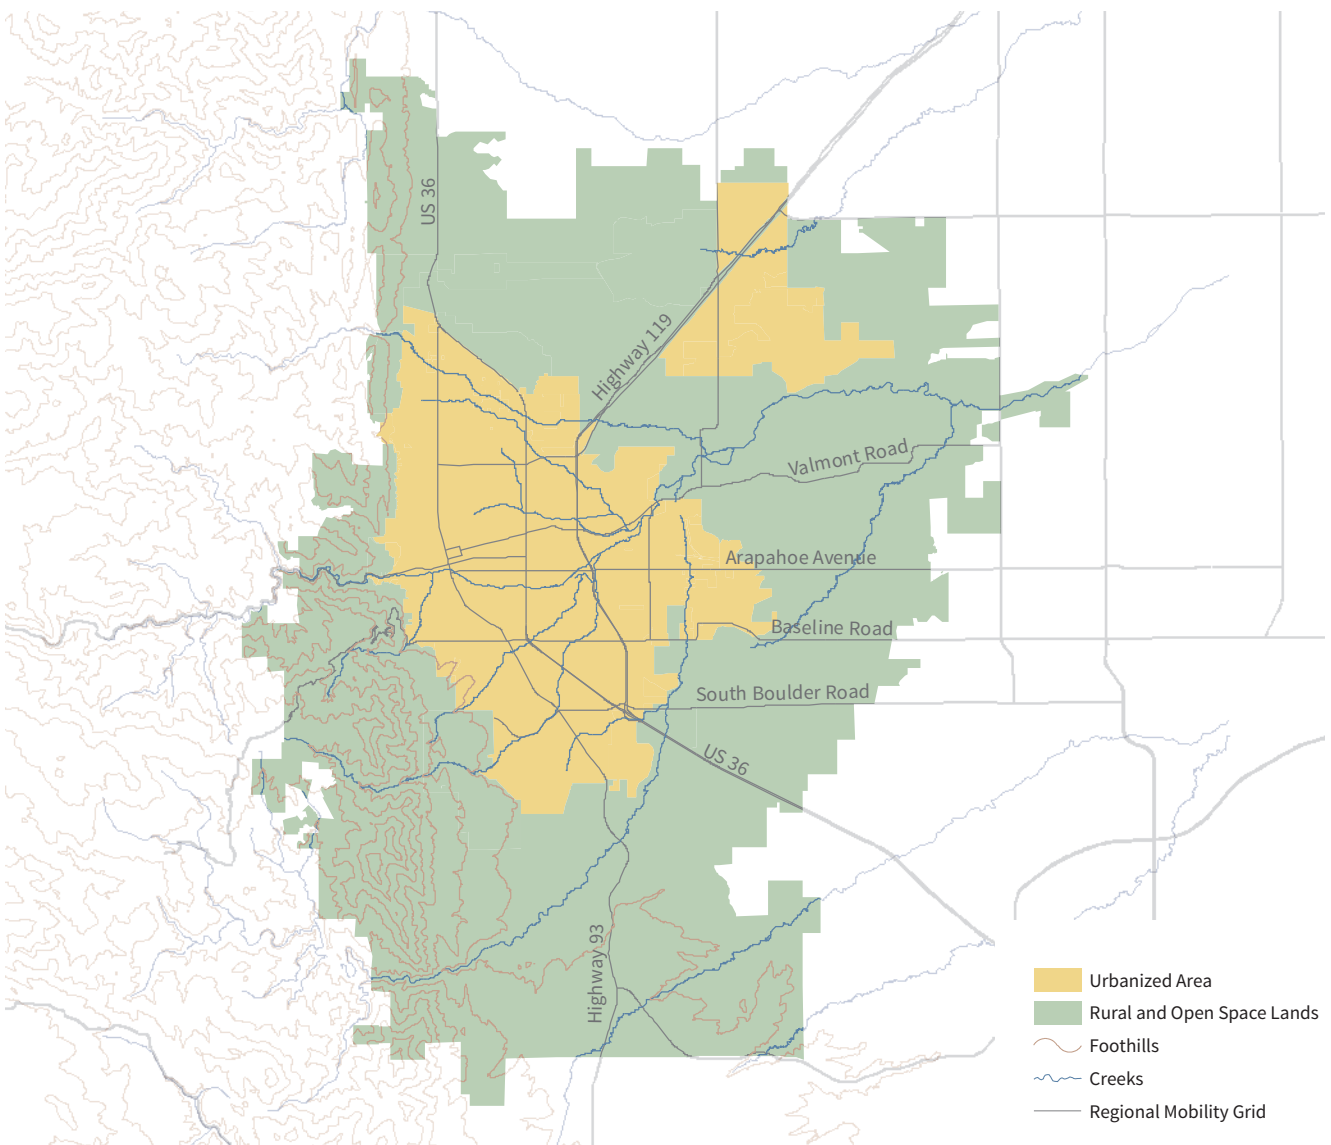 US 36
Highway 119
Valmont Road
Arapahoe Avenue
Baseline Road
South Boulder Road
US 36
Highway 93
Urbanized Area
Rural and Open Space Lands
Foothills
Creeks
Regional Mobility Grid